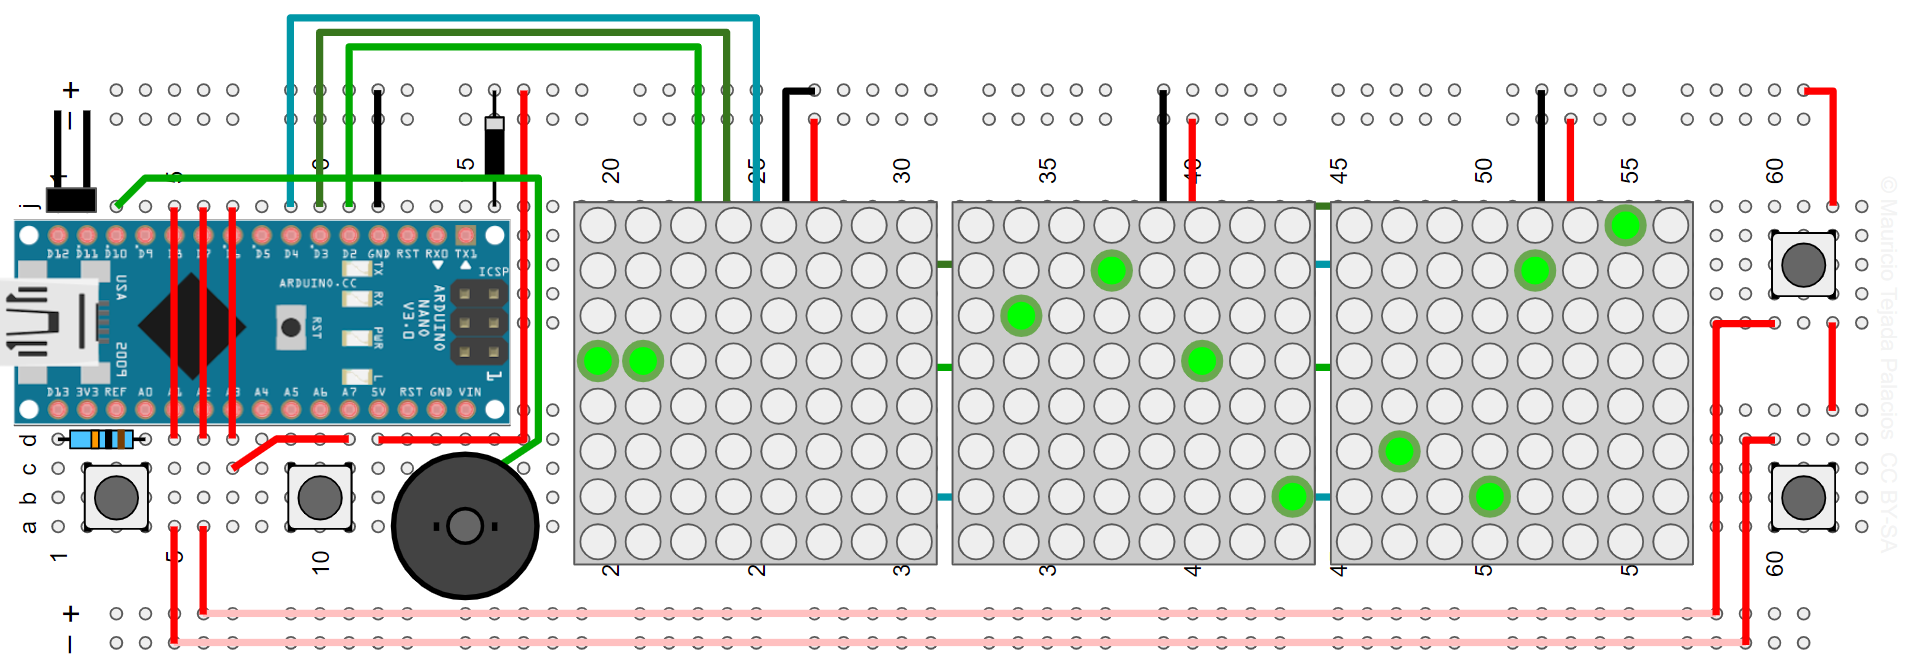 +
−
20 25 30 35 40 45 50 55 60
j
D12 D11 D10 D9 D8 D7 D6 D5 D4 D3 D2 GND RST RX0 TX1
ICSP
1
USA
2009
ARDUINO.CC
RST
TX
RX
PWR
L
ARDUINO
NANO
V3.0
D13 3V3 REF A0 A1 A2 A3 A4 A5 A6 A7 5V RST GND VIN
d
c
b
a
1 5 10 2 2 3 3 4 4 5 5 60
+
−
© Mauricio Tejada Palacios CC BY-SA